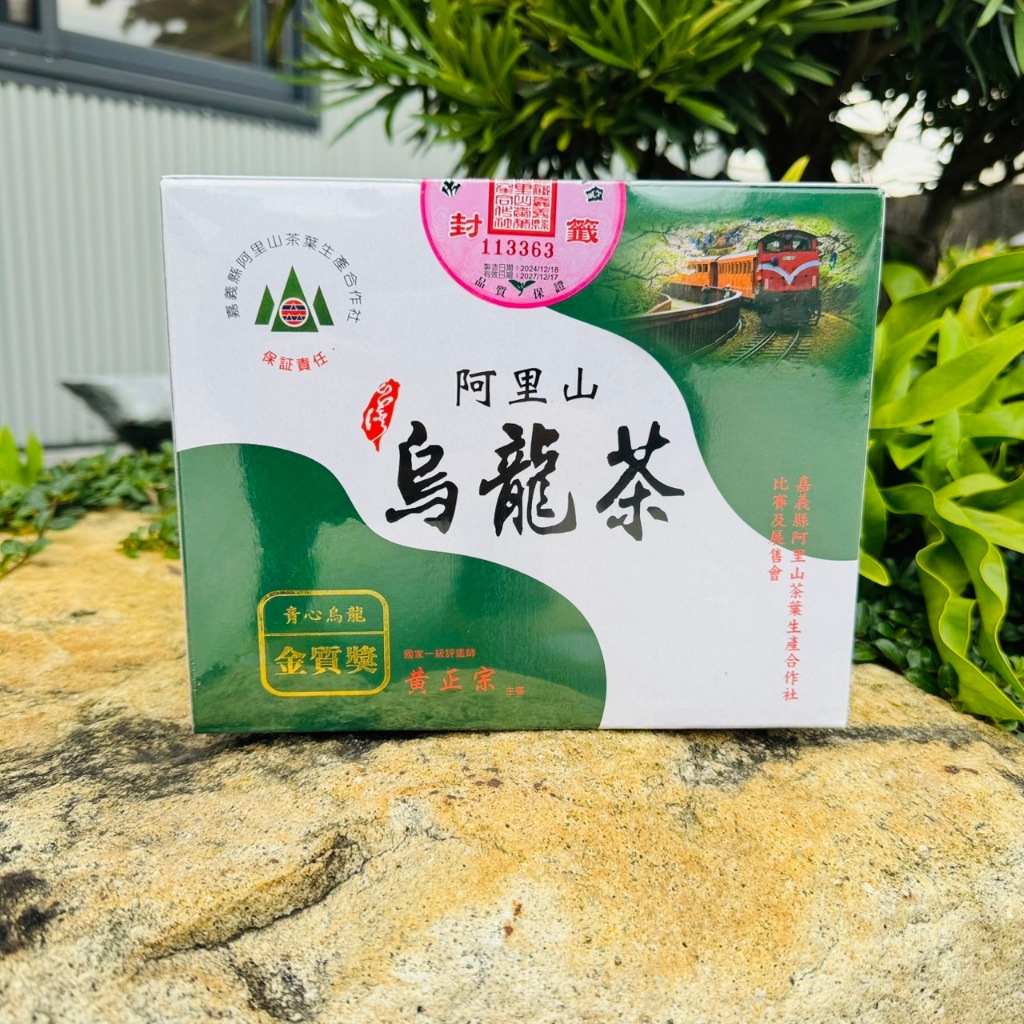 嘉義縣阿里山茶葉生產合作社
保証責任
封籤
113363
製造日期：2024/12/18
有效日期：2027/12/17
品質保證
台灣
阿里山
烏龍茶
嘉義縣阿里山茶葉生產合作社
比賽及展售會
青心烏龍
金質獎
國家一級評鑑師
黃正宗 主審